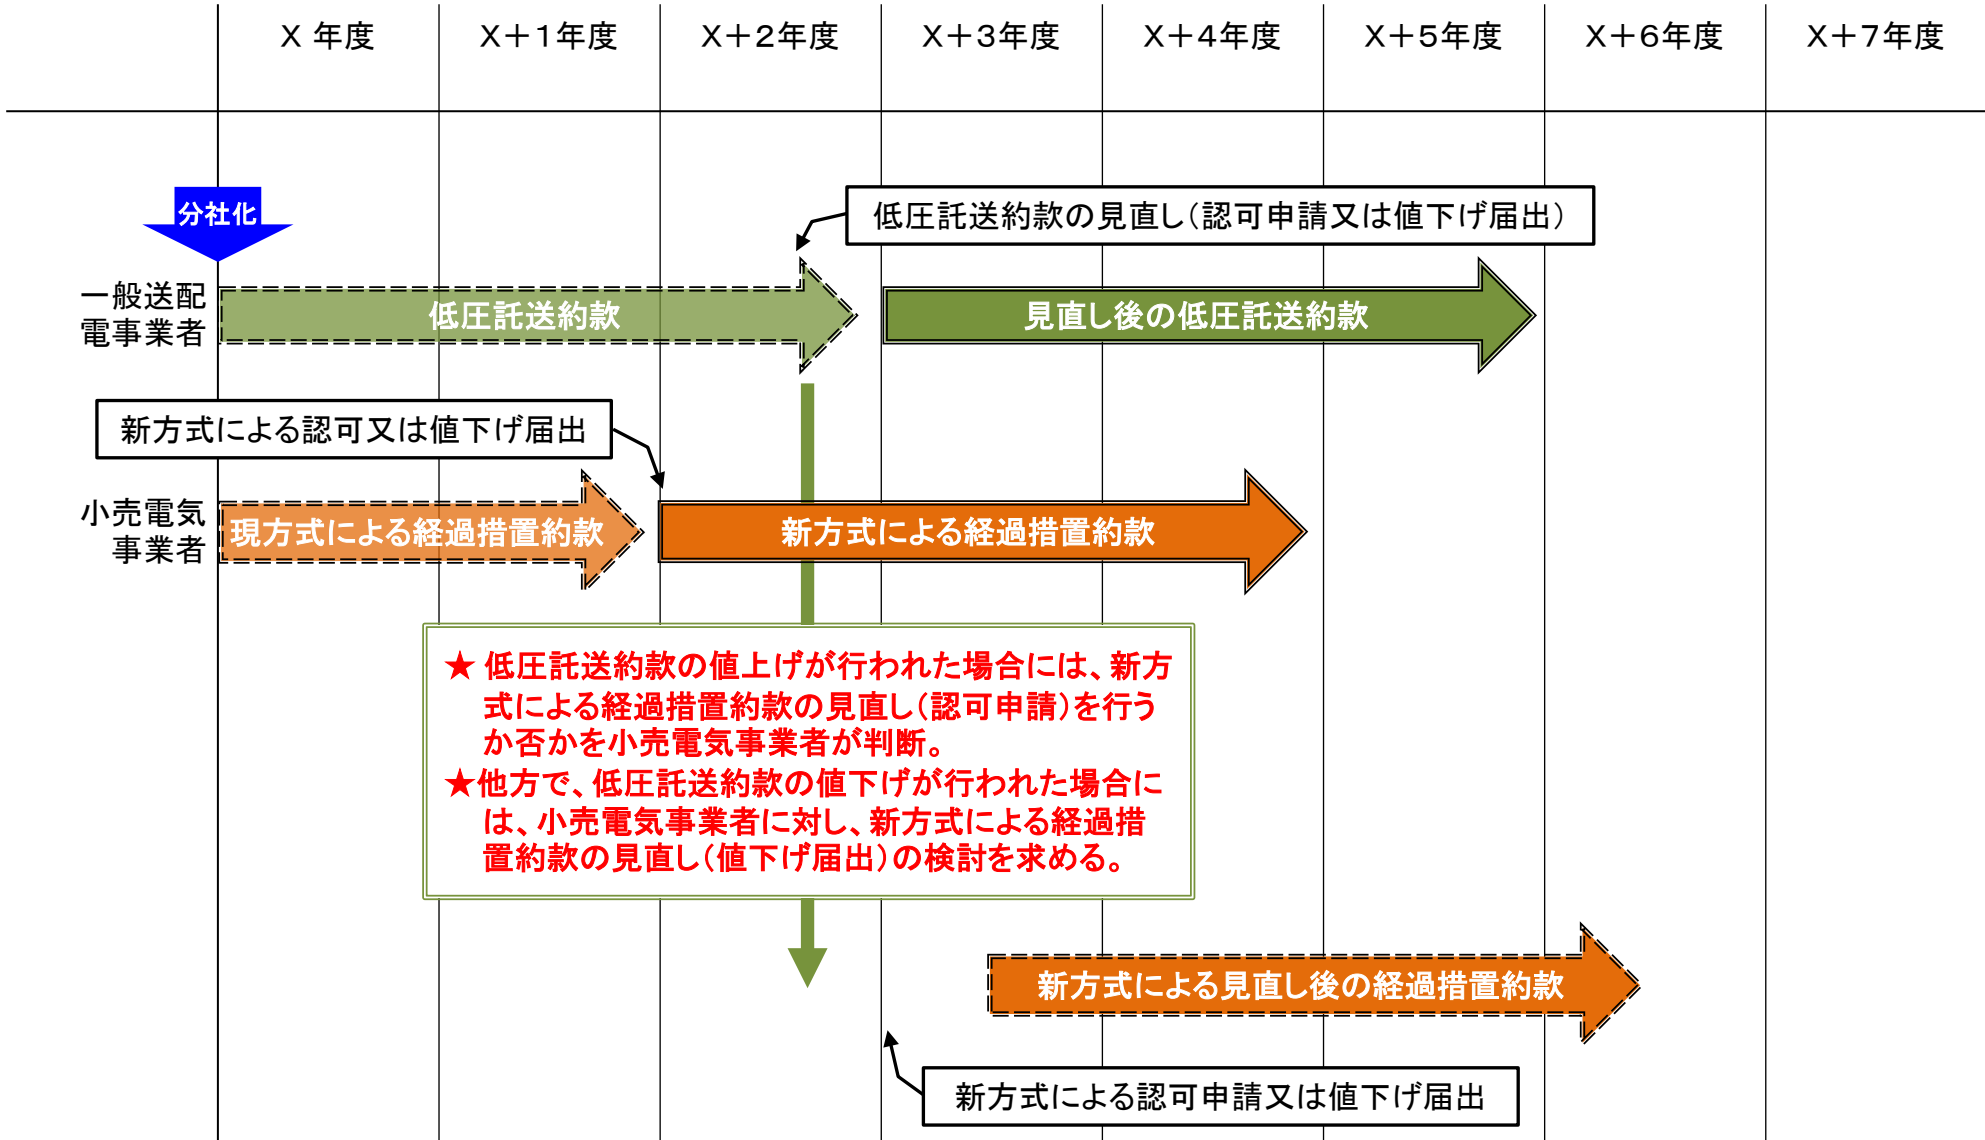 X 年度
X＋1年度
X＋2年度
X＋3年度
X＋4年度
X＋5年度
X＋6年度
X＋7年度
分社化
低圧託送約款の見直し（認可申請又は値下げ届出）
一般送配
電事業者
低圧託送約款
見直し後の低圧託送約款
新方式による認可又は値下げ届出
小売電気
事業者
現方式による経過措置約款
新方式による経過措置約款
★ 低圧託送約款の値上げが行われた場合には、新方
式による経過措置約款の見直し（認可申請）を行う
か否かを小売電気事業者が判断。
★他方で、低圧託送約款の値下げが行われた場合に
は、小売電気事業者に対し、新方式による経過措
置約款の見直し（値下げ届出）の検討を求める。
新方式による見直し後の経過措置約款
新方式による認可申請又は値下げ届出